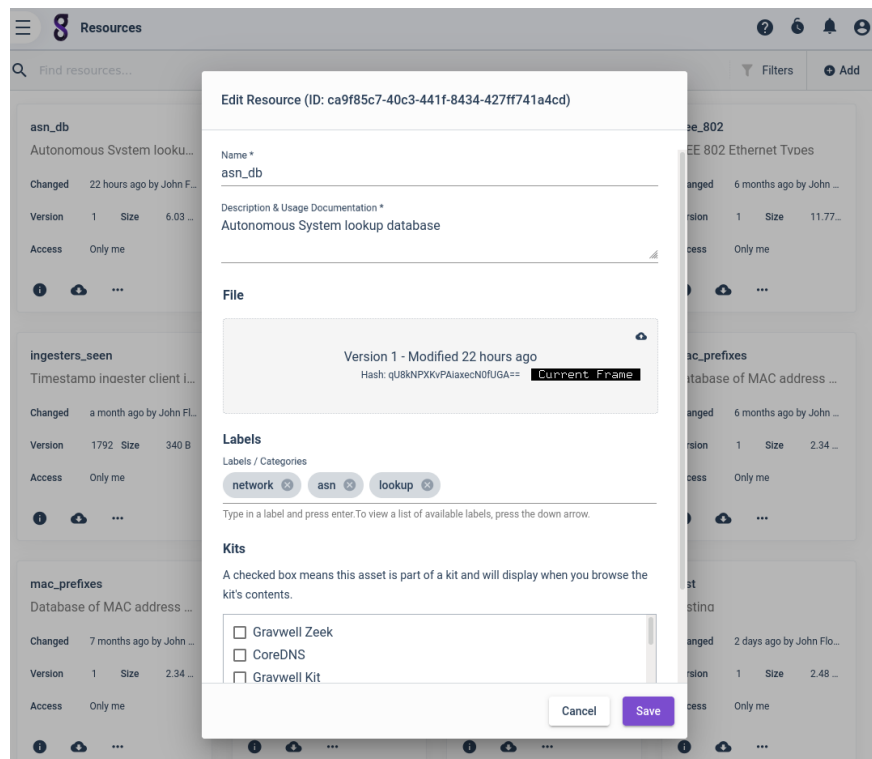 Resources
Find resources...
Filters
Add
asn_db
Autonomous System looku...
Changed 22 hours ago by John F...
Version 1 Size 6.03 ...
Access Only me
ee_802
EE 802 Ethernet Types
anged 6 months ago by John ...
rsion 1 Size 11.77...
cess Only me
ingesters_seen
Timestamp ingester client i...
Changed a month ago by John Fl...
Version 1792 Size 340 B
Access Only me
ac_prefixes
atabase of MAC address ...
anged 6 months ago by John ...
rsion 1 Size 2.34 ...
cess Only me
mac_prefixes
Database of MAC address ...
Changed 7 months ago by John ...
Version 1 Size 2.34 ...
Access Only me
st
sting
anged 2 days ago by John Flo...
rsion 1 Size 2.48 ...
cess Only me
Edit Resource (ID: ca9f85c7-40c3-441f-8434-427ff741a4cd)
Name *
asn_db
Description & Usage Documentation *
Autonomous System lookup database
File
Version 1 - Modified 22 hours ago
Hash: qU8kNPXKvPAiaxecN0fUGA== Current Frame
Labels
Labels / Categories
network asn lookup
Type in a label and press enter.To view a list of available labels, press the down arrow.
Kits
A checked box means this asset is part of a kit and will display when you browse the
kit's contents.
Gravwell Zeek
CoreDNS
Gravwell Kit
Cancel Save